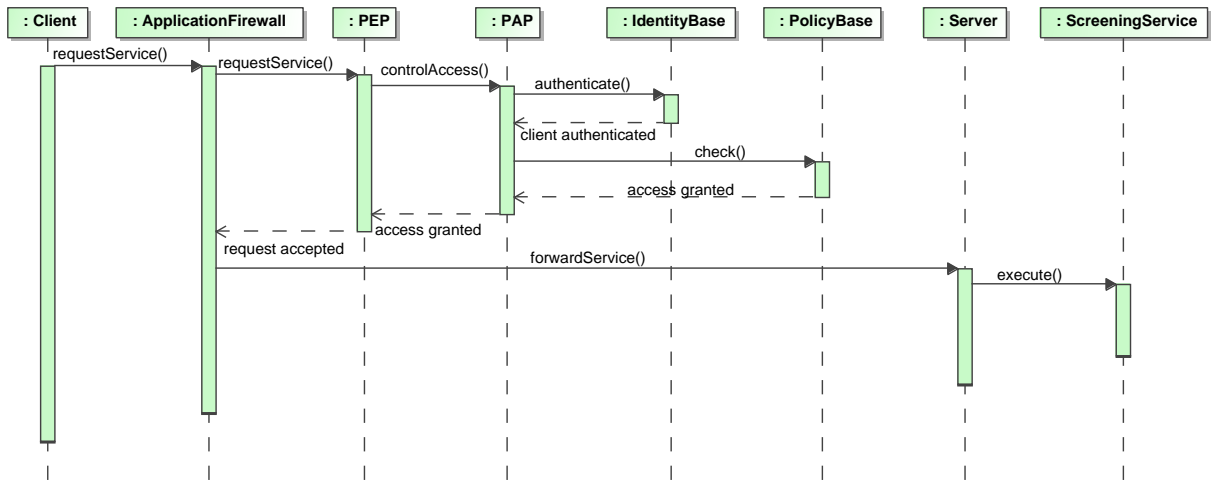 : Client
: ApplicationFirewall
: PEP
: PAP
: IdentityBase
: PolicyBase
: Server
: ScreeningService
requestService()
requestService()
controlAccess()
authenticate()
client authenticated
check()
access granted
access granted
request accepted
forwardService()
execute()